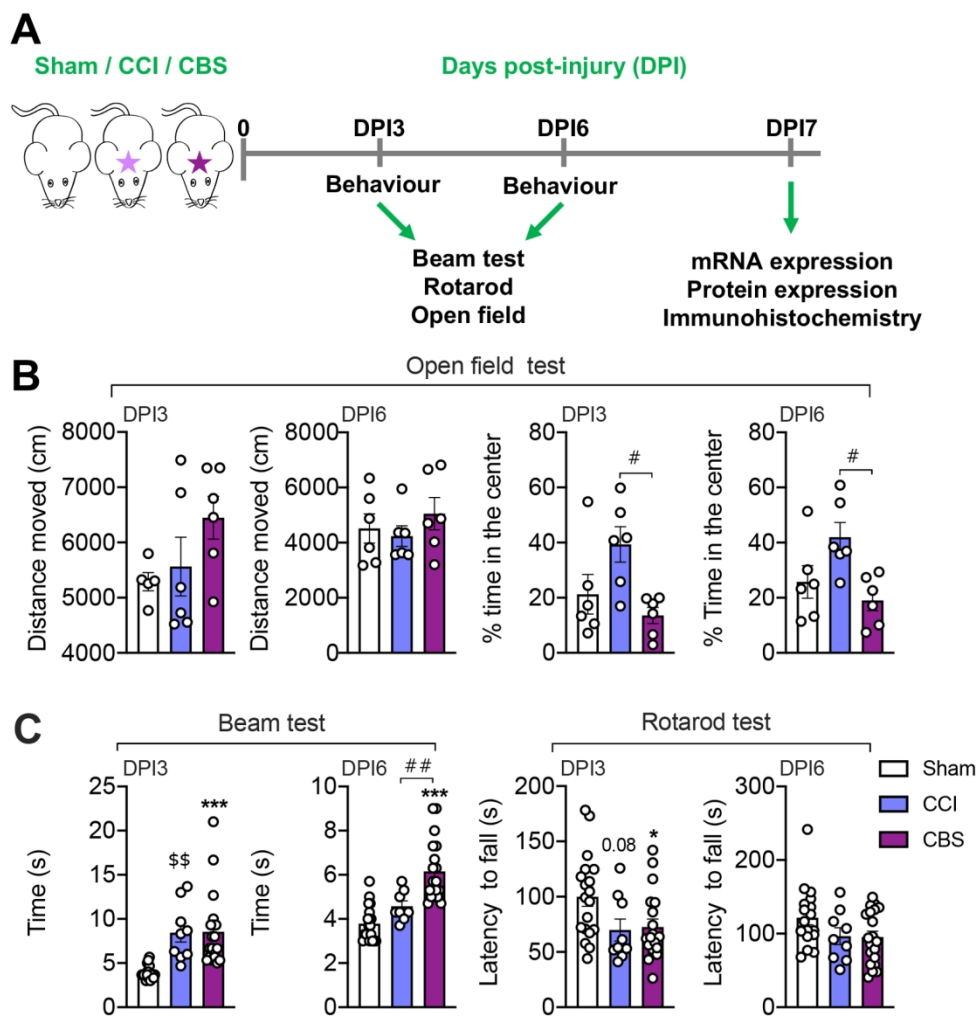 A
Sham / CCI / CBS
Days post-injury (DPI)
0
DPI3
DPI6
DPI7
Behaviour
Behaviour
Beam test
Rotarod
Open field
mRNA expression
Protein expression
Immunohistochemistry
B
Open field test
DPI3
Distance moved (cm)
8000
7000
6000
5000
4000
DPI6
Distance moved (cm)
8000
6000
4000
2000
0
DPI3
% time in the center
80
60
40
20
0
#
DPI6
% Time in the center
80
60
40
20
0
#
C
Beam test
DPI3
Time (s)
25
20
15
10
5
0
$$
***
DPI6
Time (s)
10
8
6
4
2
0
##
***
Rotarod test
DPI3
Latency to fall (s)
200
150
100
50
0
0.08
*
DPI6
Latency to fall (s)
300
200
100
0
Sham
CCI
CBS